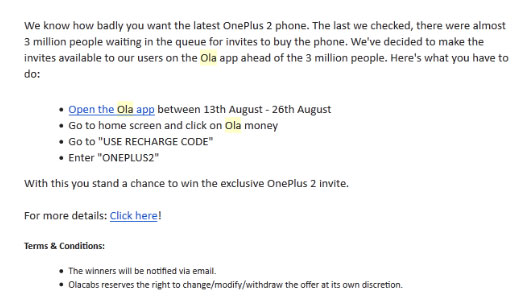 We know how badly you want the latest OnePlus 2 phone. The last we checked, there were almost
3 million people waiting in the queue for invites to buy the phone. We've decided to make the
invites available to our users on the Ola app ahead of the 3 million people. Here's what you have to
do:
• Open the Ola app between 13th August - 26th August
• Go to home screen and click on Ola money
• Go to "USE RECHARGE CODE"
• Enter "ONEPLUS2"
With this you stand a chance to win the exclusive OnePlus 2 invite.
For more details: Click here!
Terms & Conditions:
• The winners will be notified via email.
• Olacabs reserves the right to change/modify/withdraw the offer at its own discretion.